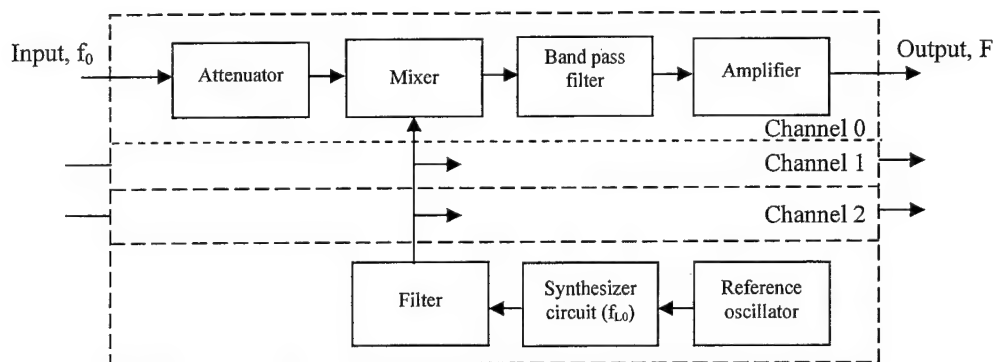 Input, f₀
Attenuator
Mixer
Band pass
filter
Amplifier
Output, F
Channel 0
Channel 1
Channel 2
Filter
Synthesizer
circuit (fL0)
Reference
oscillator